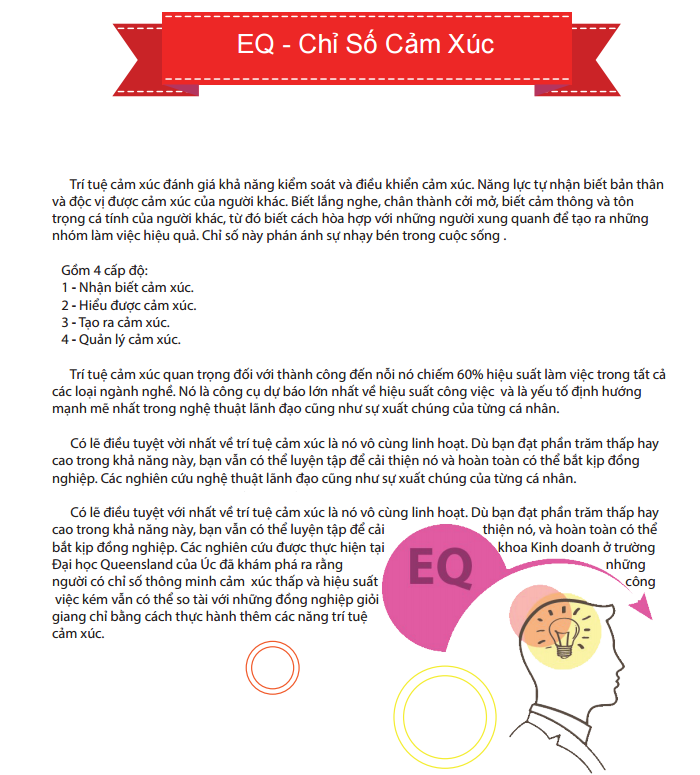 EQ - Chỉ Số Cảm Xúc
Trí tuệ cảm xúc đánh giá khả năng kiểm soát và điều khiển cảm xúc. Năng lực tự nhận biết bản thân
và độc vị được cảm xúc của người khác. Biết lắng nghe, chân thành cởi mở, biết cảm thông và tôn
trọng cá tính của người khác, từ đó biết cách hòa hợp với những người xung quanh để tạo ra những
nhóm làm việc hiệu quả. Chỉ số này phán ánh sự nhạy bén trong cuộc sống .
Gồm 4 cấp độ:
1 - Nhận biết cảm xúc.
2 - Hiểu được cảm xúc.
3 - Tạo ra cảm xúc.
4 - Quản lý cảm xúc.
Trí tuệ cảm xúc quan trọng đối với thành công đến nỗi nó chiếm 60% hiệu suất làm việc trong tất cả
các loại ngành nghề. Nó là công cụ dự báo lớn nhất về hiệu suất công việc và là yếu tố định hướng
mạnh mẽ nhất trong nghệ thuật lãnh đạo cũng như sự xuất chúng của từng cá nhân.
Có lẽ điều tuyệt vời nhất về trí tuệ cảm xúc là nó vô cùng linh hoạt. Dù bạn đạt phần trăm thấp hay
cao trong khả năng này, bạn vẫn có thể luyện tập để cải thiện nó và hoàn toàn có thể bắt kịp đồng
nghiệp. Các nghiên cứu nghệ thuật lãnh đạo cũng như sự xuất chúng của từng cá nhân.
Có lẽ điều tuyệt với nhất về trí tuệ cảm xúc là nó vô cùng linh hoạt. Dù bạn đạt phần trăm thấp hay
cao trong khả năng này, bạn vẫn có thể luyện tập để cải thiện nó, và hoàn toàn có thể
bắt kịp đồng nghiệp. Các nghiên cứu được thực hiện tại khoa Kinh doanh ở trường
Đại học Queensland của Úc đã khám phá ra rằng những
người có chỉ số thông minh cảm xúc thấp và hiệu suất công
việc kém vẫn có thể so tài với những đồng nghiệp giỏi
giang chỉ bằng cách thực hành thêm các năng trí tuệ
cảm xúc.
EQ